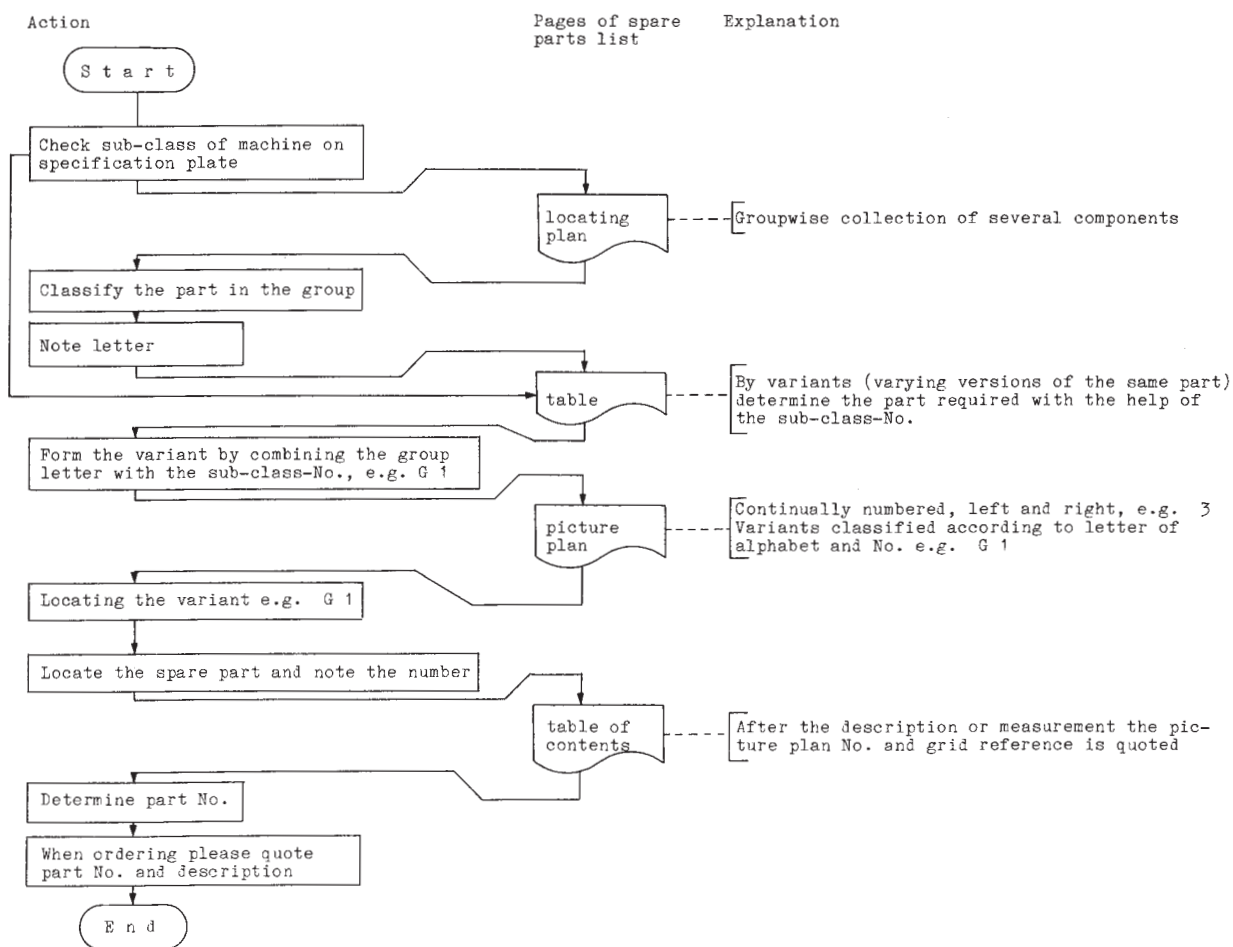 Action
Pages of spare
parts list
Explanation
S t a r t
Check sub-class of machine on
specification plate
locating
plan
Groupwise collection of several components
Classify the part in the group
Note letter
table
By variants (varying versions of the same part)
determine the part required with the help of
the sub-class-No.
Form the variant by combining the group
letter with the sub-class-No., e.g. G 1
picture
plan
Continually numbered, left and right, e.g. 3
Variants classified according to letter of
alphabet and No. e.g. G 1
Locating the variant e.g. G 1
Locate the spare part and note the number
table of
contents
After the description or measurement the pic-
ture plan No. and grid reference is quoted
Determine part No.
When ordering please quote
part No. and description
E n d